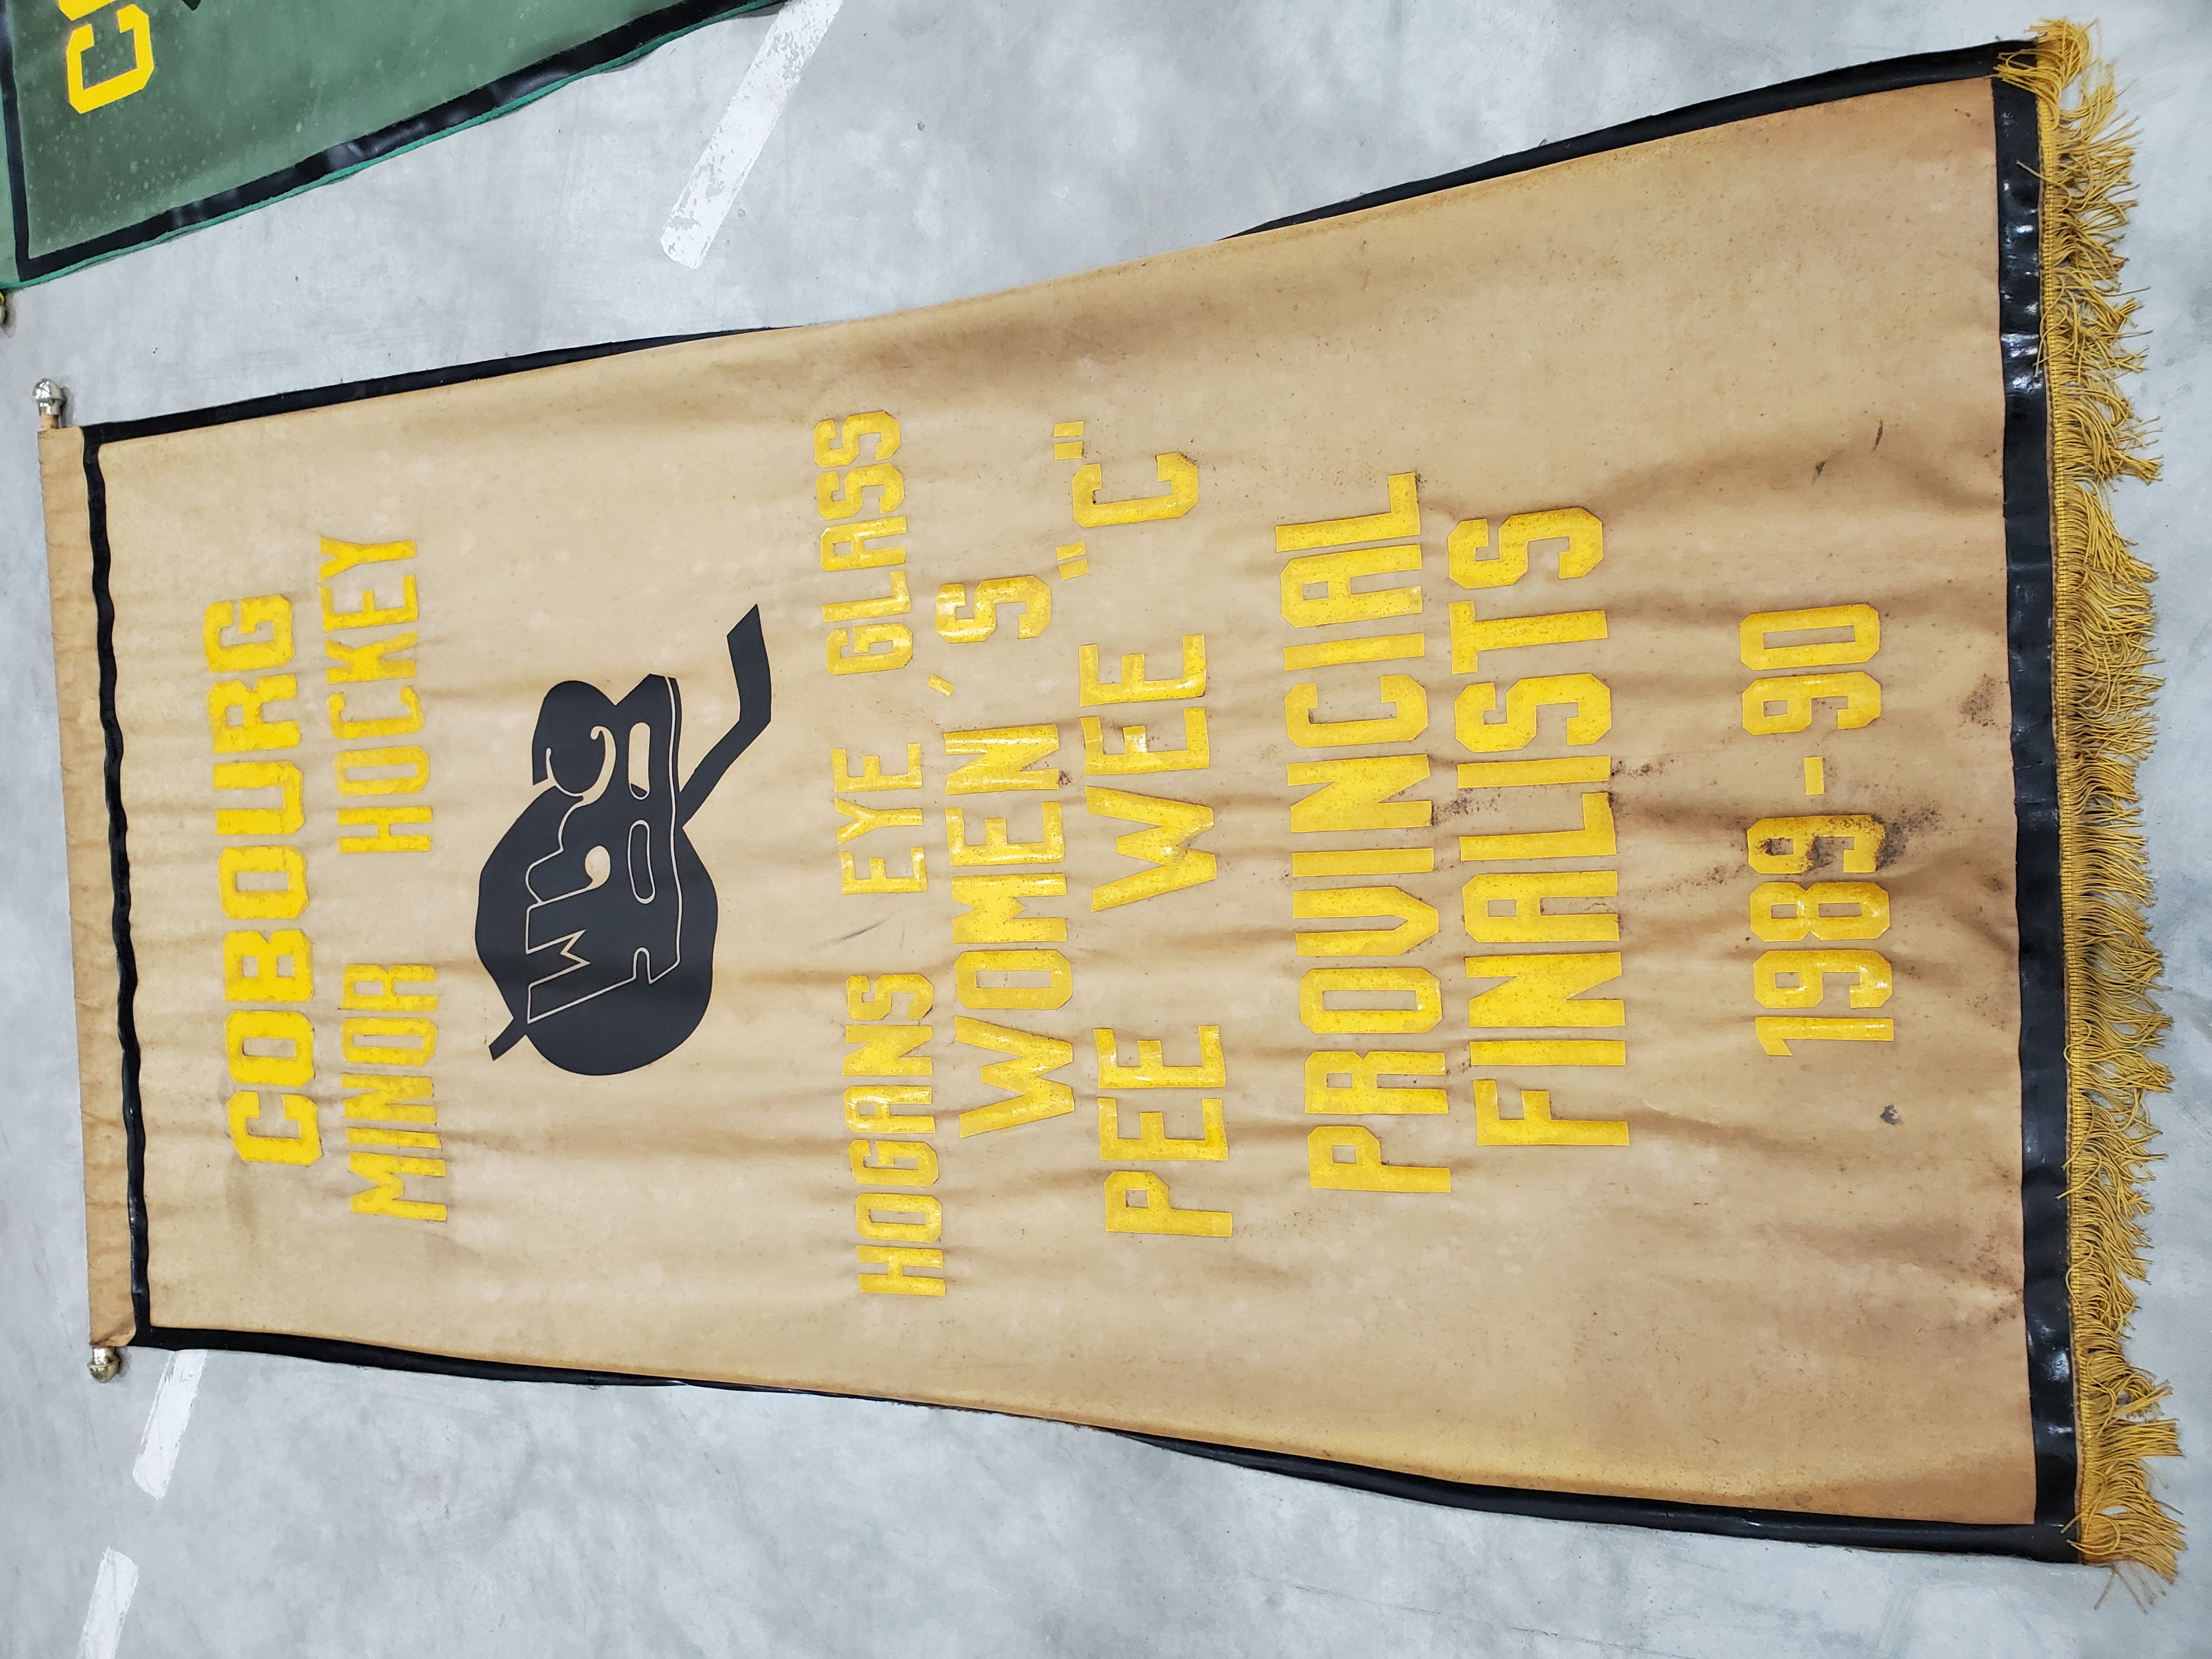 COBOURG
MINOR HOCKEY
HOGANS EYE GLASS
WOMEN'S
PEE WEE "C"
PROVINCIAL
FINALISTS
1989-90